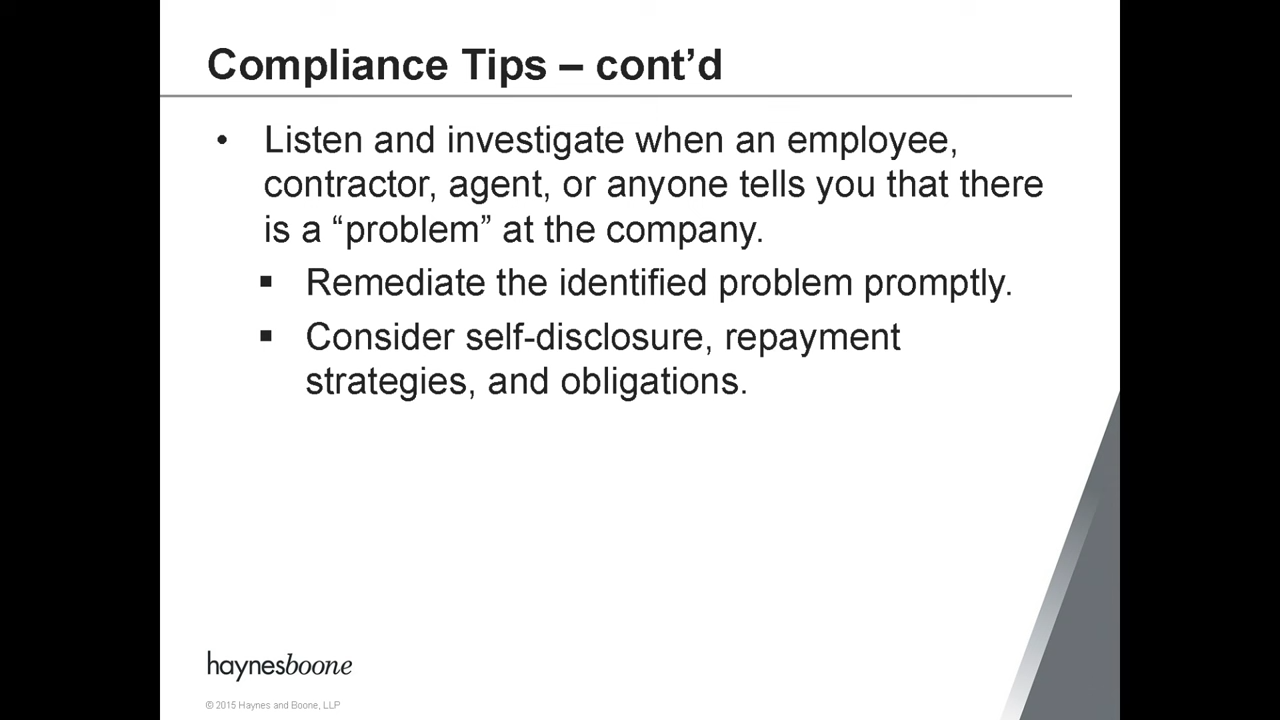 Compliance Tips – cont’d
• Listen and investigate when an employee,
contractor, agent, or anyone tells you that there
is a “problem” at the company.
▪ Remediate the identified problem promptly.
▪ Consider self-disclosure, repayment
strategies, and obligations.
haynesboone
© 2015 Haynes and Boone, LLP